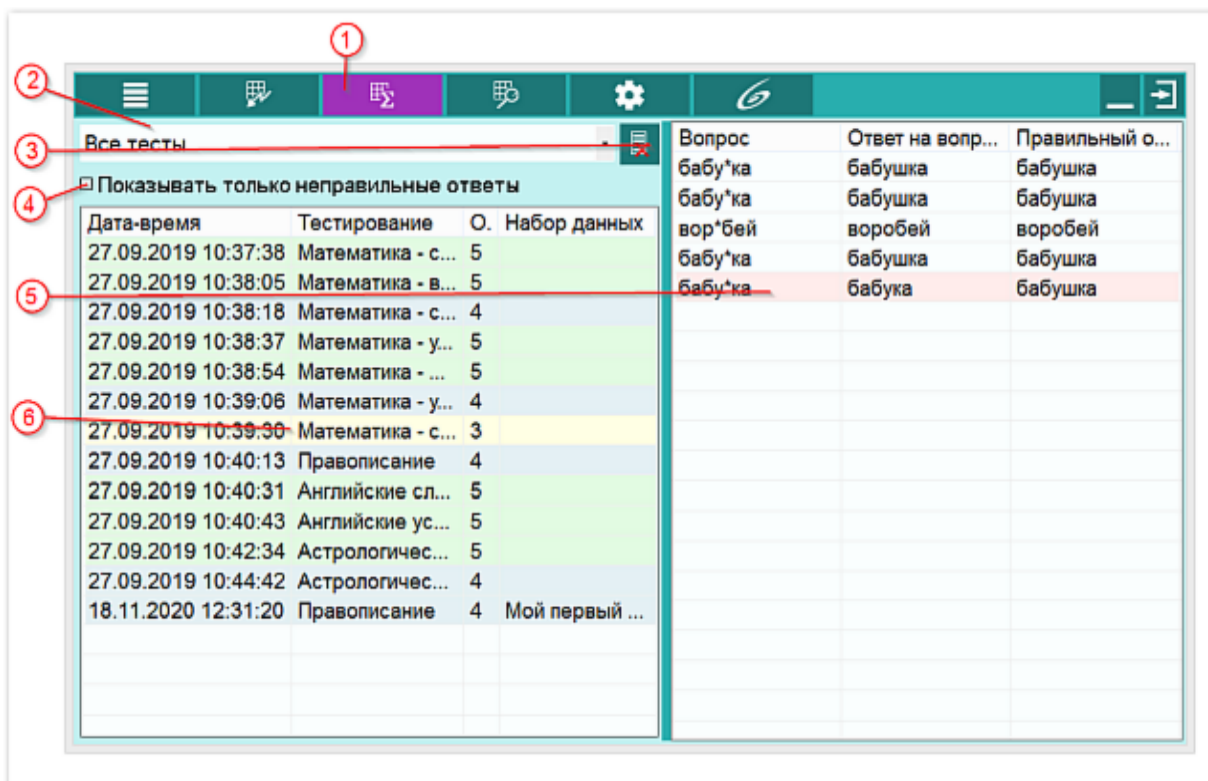 1
2
3
4
5
6
Все тесты
Показывать только неправильные ответы
Дата-время Тестирование О. Набор данных
27.09.2019 10:37:38 Математика - с... 5
27.09.2019 10:38:05 Математика - в... 5
27.09.2019 10:38:18 Математика - с... 4
27.09.2019 10:38:37 Математика - у... 5
27.09.2019 10:38:54 Математика - ... 5
27.09.2019 10:39:06 Математика - у... 4
27.09.2019 10:39:30 Математика - с... 3
27.09.2019 10:40:13 Правописание 4
27.09.2019 10:40:31 Английские сл... 5
27.09.2019 10:40:43 Английские ус... 5
27.09.2019 10:42:34 Астрологичес... 5
27.09.2019 10:44:42 Астрологичес... 4
18.11.2020 12:31:20 Правописание 4 Мой первый ...
Вопрос Ответ на вопр... Правильный о...
бабу*ка бабушка бабушка
бабу*ка бабушка бабушка
вор*бей воробей воробей
бабу*ка бабушка бабушка
бабу*ка бабука бабушка